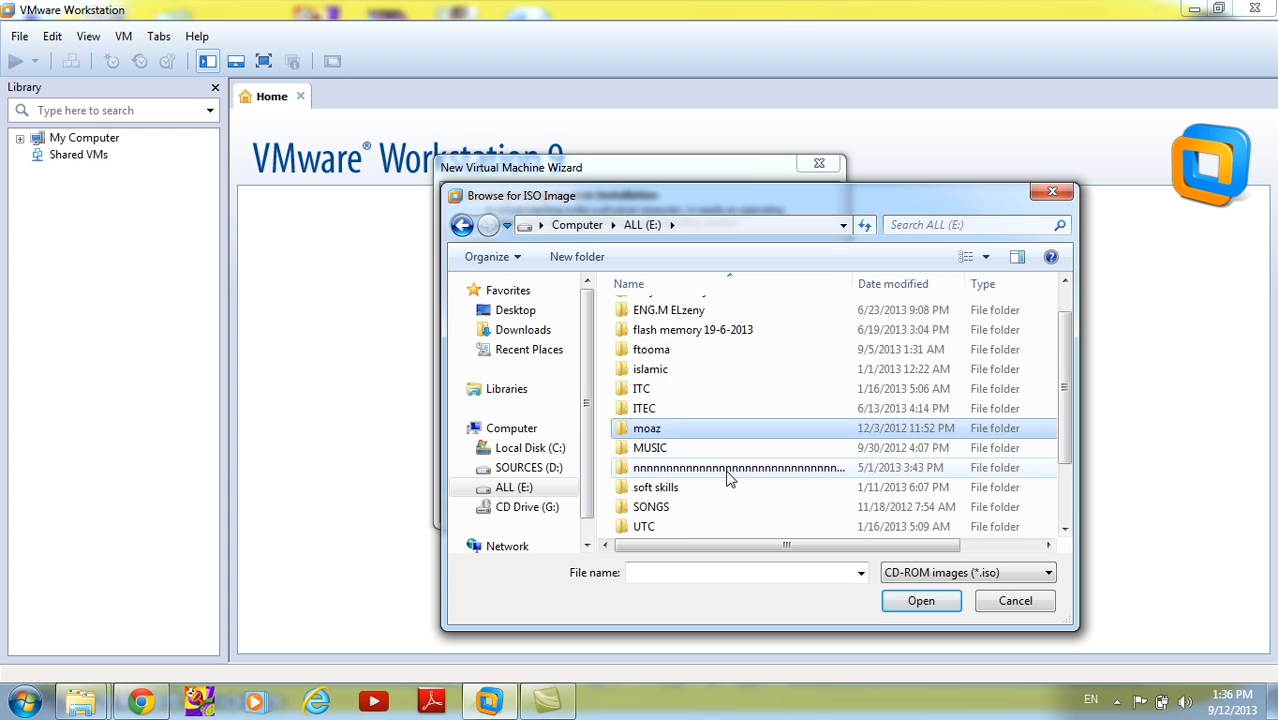 VMware Workstation
File Edit View VM Tabs Help
Library
Type here to search
My Computer
Shared VMs
Home
VMware® Workstation 9
New Virtual Machine Wizard
Browse for ISO Image
Computer ALL (E:)
Search ALL (E:)
Organize New folder
Favorites
Desktop
Downloads
Recent Places
Libraries
Computer
Local Disk (C:)
SOURCES (D:)
ALL (E:)
CD Drive (G:)
Network
Name Date modified Type
ENG.M ELzeny 6/23/2013 9:08 PM File folder
flash memory 19-6-2013 6/19/2013 3:04 PM File folder
ftooma 9/5/2013 1:31 AM File folder
islamic 1/1/2013 12:22 AM File folder
ITC 1/16/2013 5:06 AM File folder
ITEC 6/13/2013 4:14 PM File folder
moaz 12/3/2012 11:52 PM File folder
MUSIC 9/30/2012 4:07 PM File folder
nnnnnnnnnnnnnnnnnnnnnnnnnnnnnnn... 5/1/2013 3:43 PM File folder
soft skills 1/11/2013 6:07 PM File folder
SONGS 11/18/2012 7:54 AM File folder
UTC 1/16/2013 5:09 AM File folder
File name: CD-ROM images (*.iso)
Open Cancel
EN
1:36 PM
9/12/2013